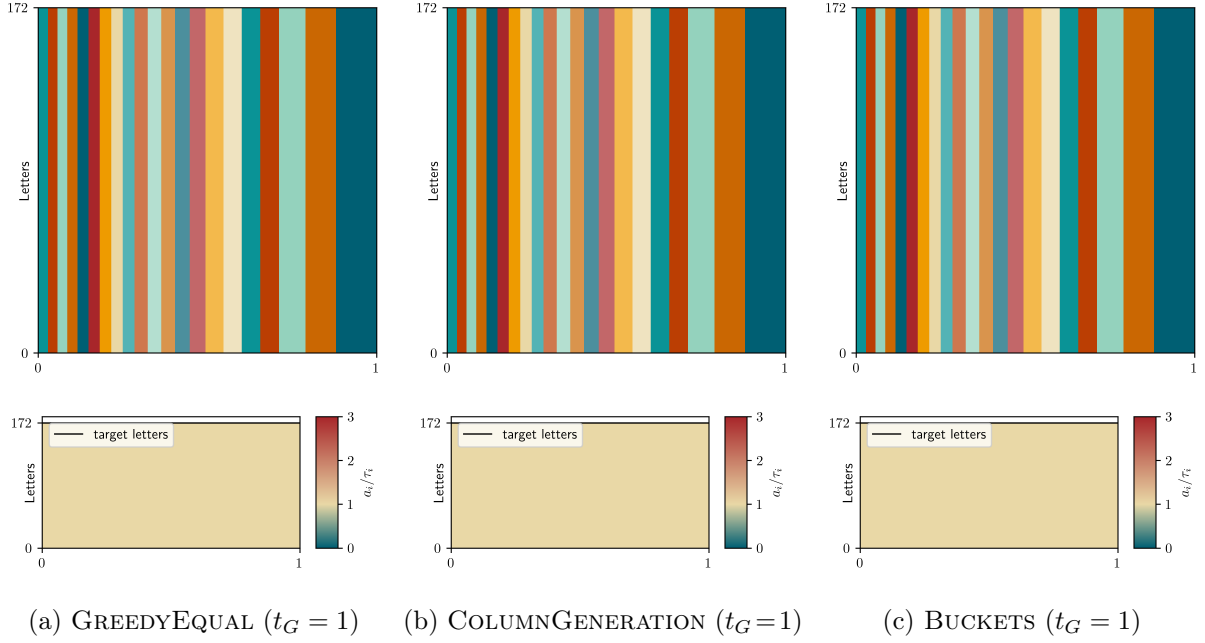 172
Letters
0
0
1
172
Letters
0
0
1
172
Letters
0
0
1
172
target letters
Letters
0
0
1
3
2
1
0
a_i/τ_i
172
target letters
Letters
0
0
1
3
2
1
0
a_i/τ_i
172
target letters
Letters
0
0
1
3
2
1
0
a_i/τ_i
(a) GREEDYEQUAL (t_G = 1)
(b) COLUMNGENERATION (t_G = 1)
(c) BUCKETS (t_G = 1)